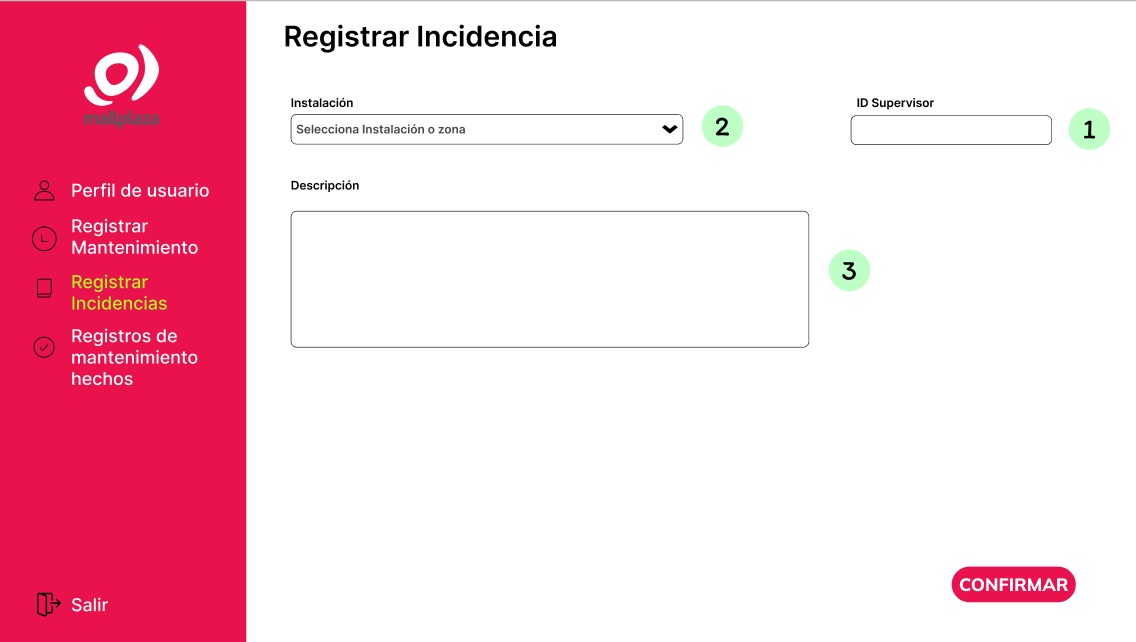 mallplaza
Perfil de usuario
Registrar
Mantenimiento
Registrar
Incidencias
Registros de
mantenimiento
hechos
Salir
Registrar Incidencia
Instalación
Selecciona Instalación o zona
2
ID Supervisor
1
Descripción
3
CONFIRMAR